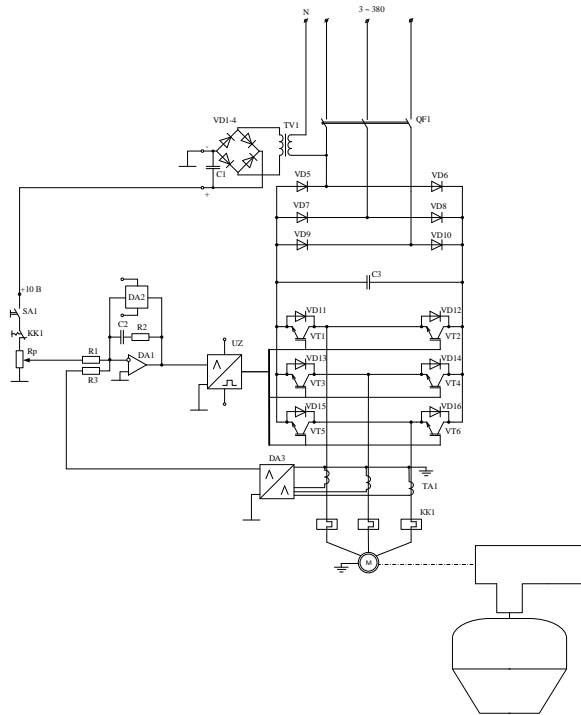 N
3 ~ 380
QF1
VD1-4
TV1
-
C1
+
VD5
VD6
VD7
VD8
VD9
VD10
C3
+10 В
SA1
KK1
Rp
DA2
C2
R2
R1
DA1
R3
UZ
VD11
VD12
VT1
VT2
VD13
VD14
VT3
VT4
VD15
VD16
VT5
VT6
DA3
TA1
KK1
M